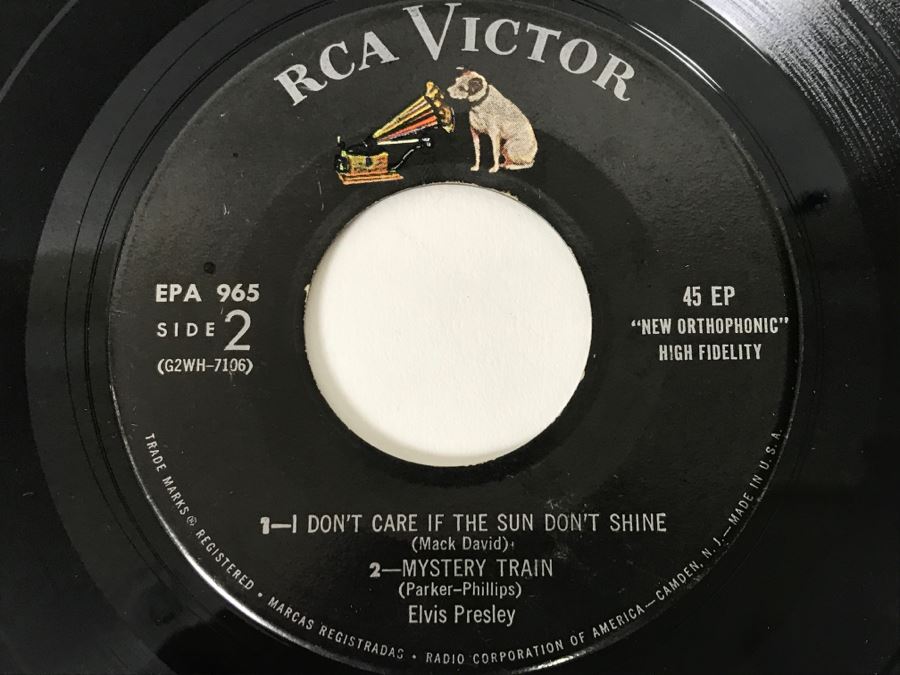 RCA VICTOR
EPA 965
SIDE 2
(G2WH-7106)
45 EP
"NEW ORTHOPHONIC"
HIGH FIDELITY
1—I DON'T CARE IF THE SUN DON'T SHINE
(Mack David)
2—MYSTERY TRAIN
(Parker-Phillips)
Elvis Presley
TRADE MARKS ® REGISTERED • MARCAS REGISTRADAS • RADIO CORPORATION OF AMERICA—CAMDEN, N. J.—MADE IN U.S.A.